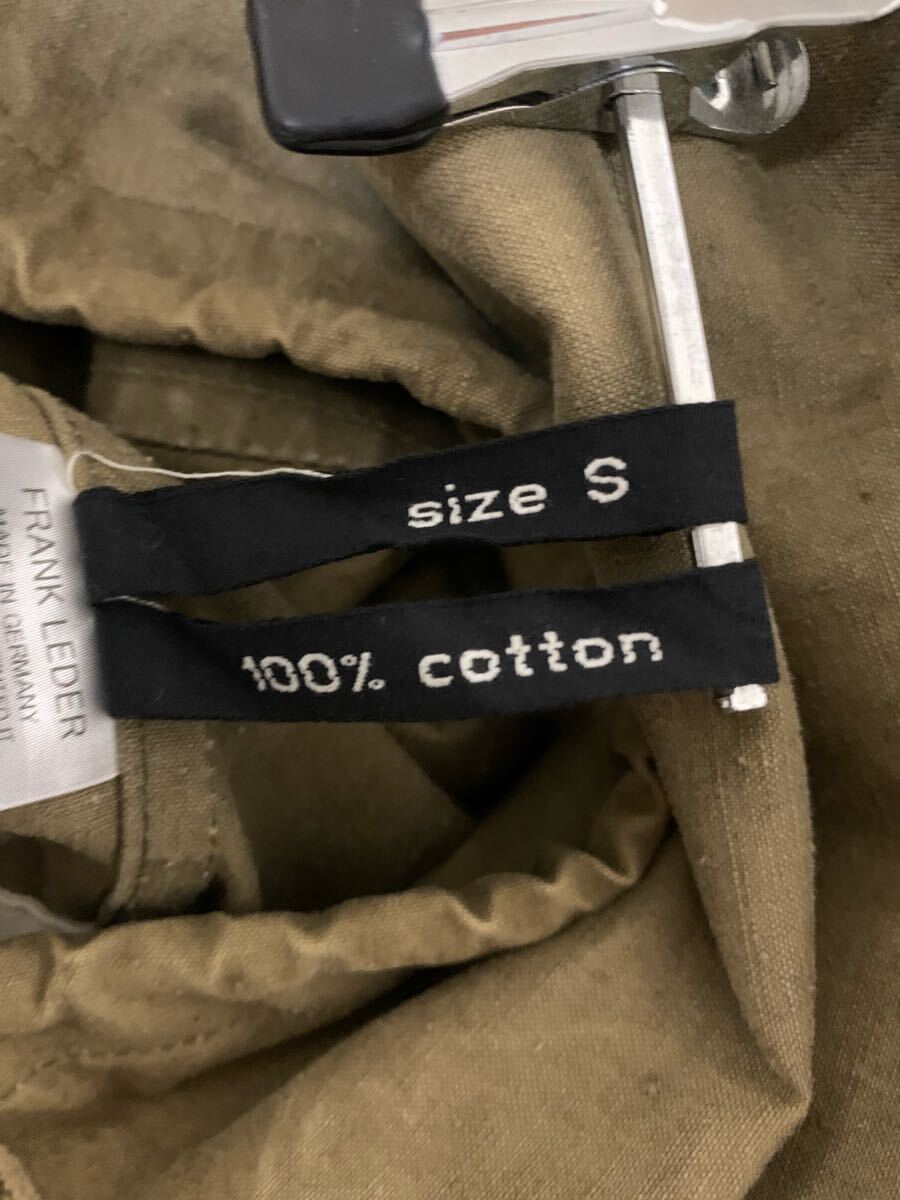 size S
100% cotton
FRANK LEDER
MADE IN GERMANY